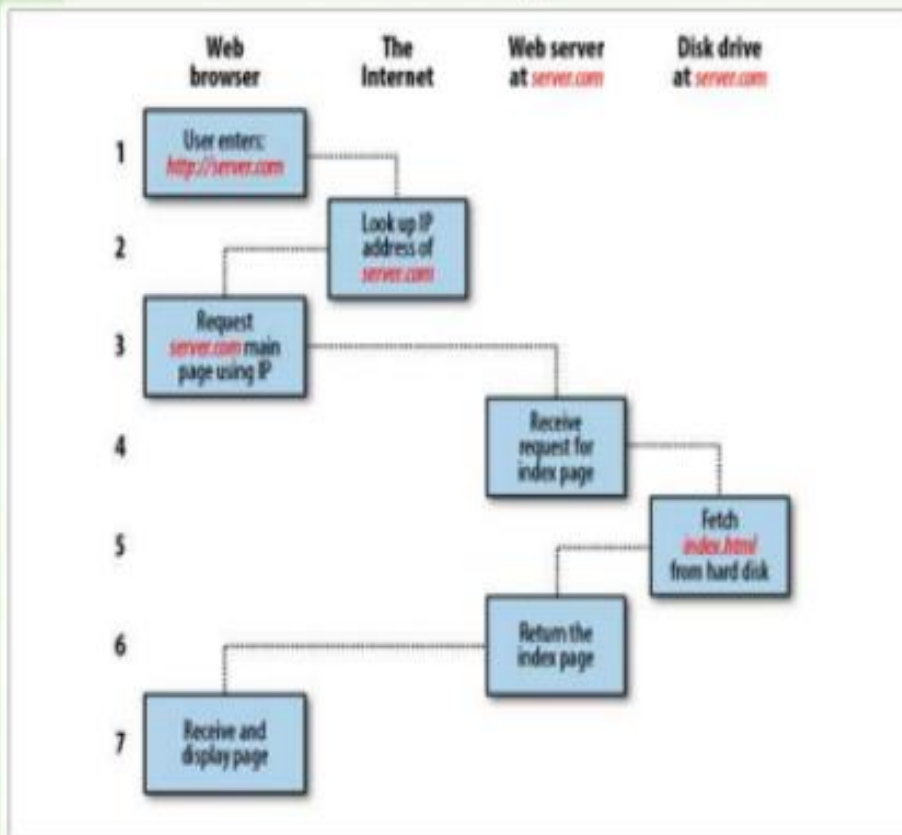 Web
browser
The
Internet
Web server
at server.com
Disk drive
at server.com
1
User enters:
http://server.com
2
Look up IP
address of
server.com
3
Request
server.com main
page using IP
4
Receive
request for
index page
5
Fetch
index.html
from hard disk
6
Return the
index page
7
Receive and
display page